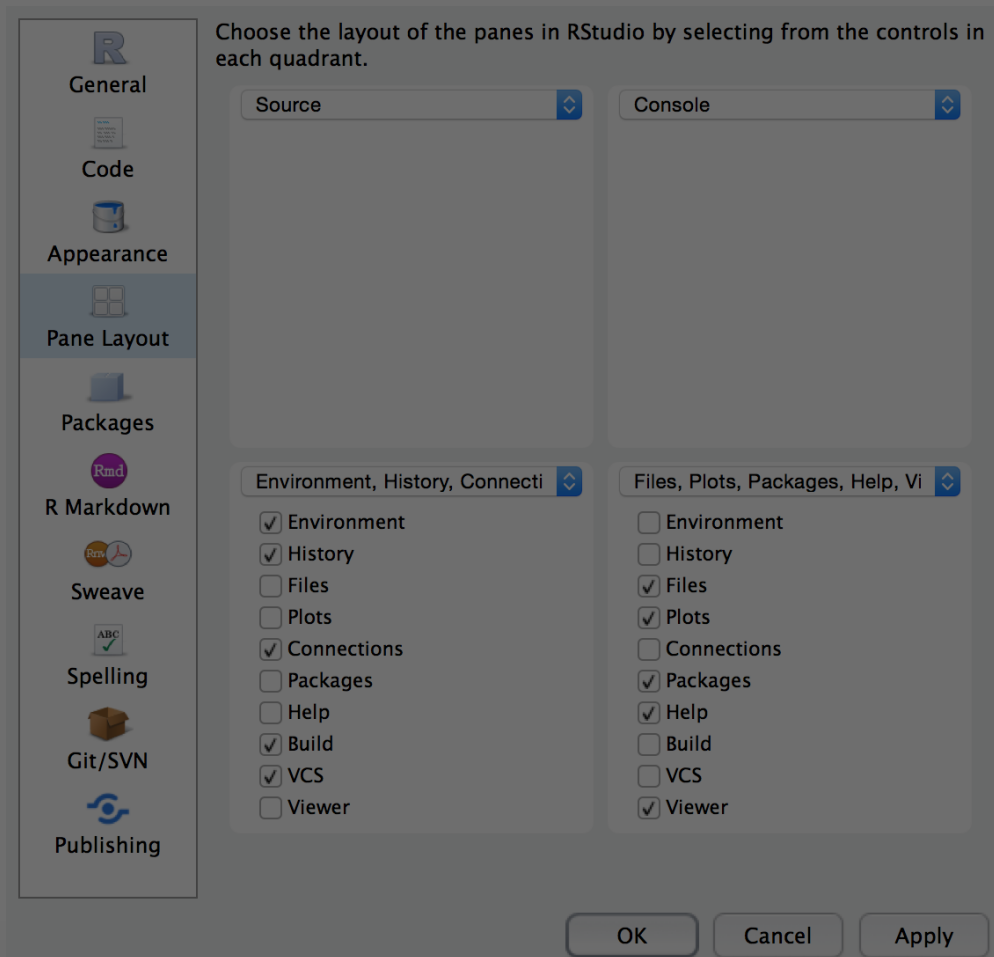 Choose the layout of the panes in RStudio by selecting from the controls in
each quadrant.
R
General
Code
Appearance
Pane Layout
Packages
Rmd
R Markdown
Rnw
Sweave
ABC
Spelling
Git/SVN
Publishing
Source
Console
Environment, History, Connecti
Environment
History
Files
Plots
Connections
Packages
Help
Build
VCS
Viewer
Files, Plots, Packages, Help, Vi
Environment
History
Files
Plots
Connections
Packages
Help
Build
VCS
Viewer
OK
Cancel
Apply